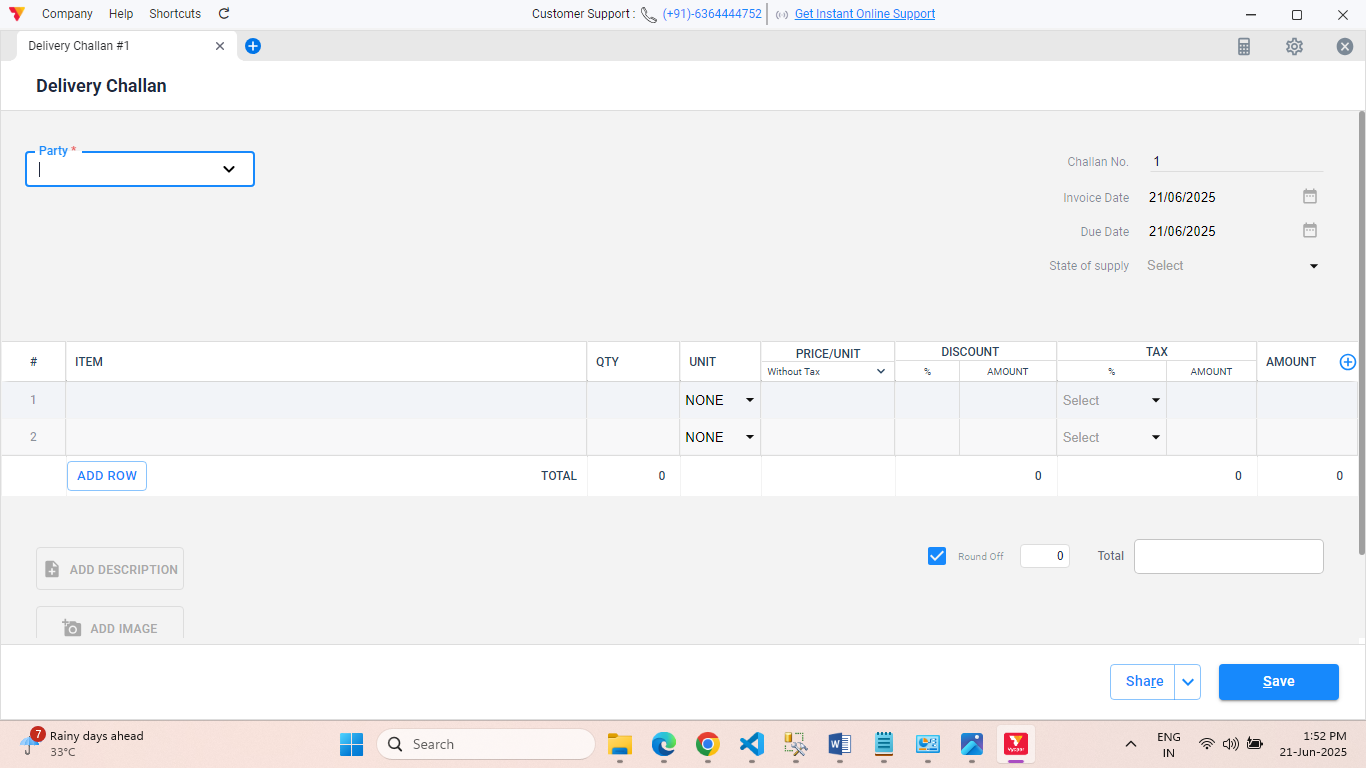 Company Help Shortcuts Customer Support : (+91)-6364444752 Get Instant Online Support
Delivery Challan #1
Delivery Challan
Party *
Challan No. 1
Invoice Date 21/06/2025
Due Date 21/06/2025
State of supply Select
# ITEM QTY UNIT PRICE/UNIT DISCOUNT TAX AMOUNT
Without Tax % AMOUNT % AMOUNT
1 NONE Select
2 NONE Select
ADD ROW TOTAL 0 0 0 0
ADD DESCRIPTION Round Off 0 Total
ADD IMAGE
Share Save
7 Rainy days ahead
33°C
Search
Vyapar
ENG
IN
1:52 PM
21-Jun-2025